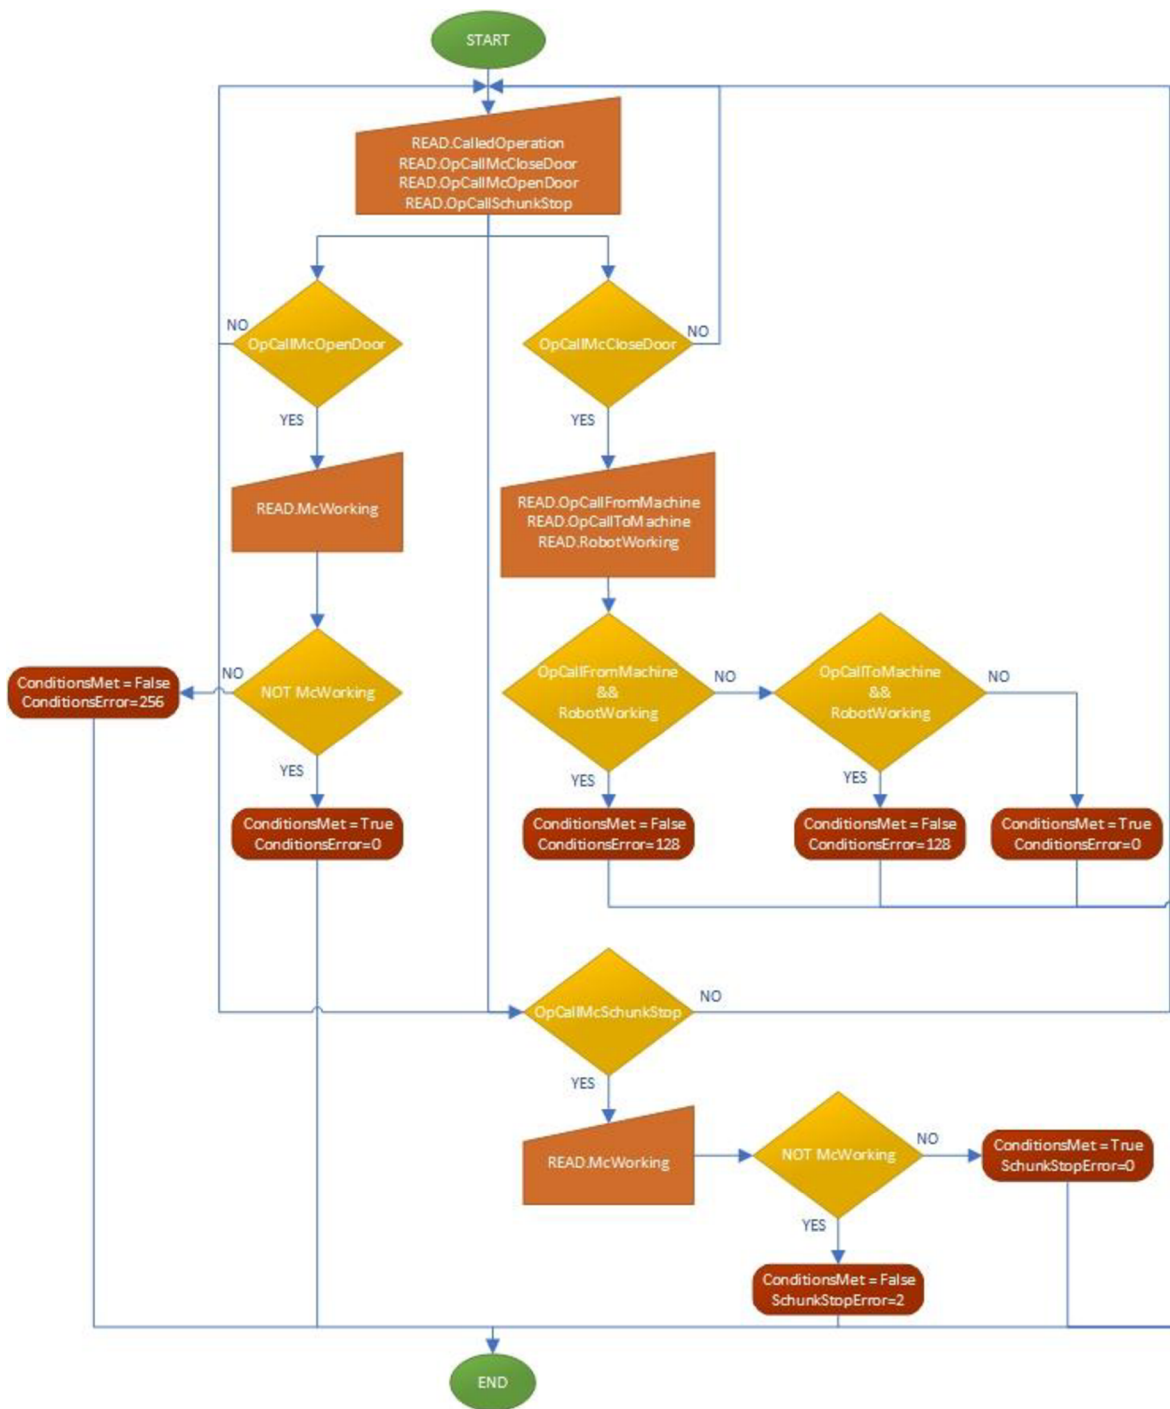 START
READ.CalledOperation
READ.OpCallMcCloseDoor
READ.OpCallMcOpenDoor
READ.OpCallSchunkStop
NO
OpCallMcOpenDoor
OpCallMcCloseDoor
NO
YES
YES
READ.McWorking
READ.OpCallFromMachine
READ.OpCallToMachine
READ.RobotWorking
ConditionsMet = False
ConditionsError=256
NO
NOT McWorking
OpCallFromMachine
&&
RobotWorking
NO
OpCallToMachine
&&
RobotWorking
NO
YES
YES
YES
ConditionsMet = True
ConditionsError=0
ConditionsMet = False
ConditionsError=128
ConditionsMet = False
ConditionsError=128
ConditionsMet = True
ConditionsError=0
OpCallMcSchunkStop
NO
YES
READ.McWorking
NOT McWorking
NO
ConditionsMet = True
SchunkStopError=0
YES
ConditionsMet = False
SchunkStopError=2
END